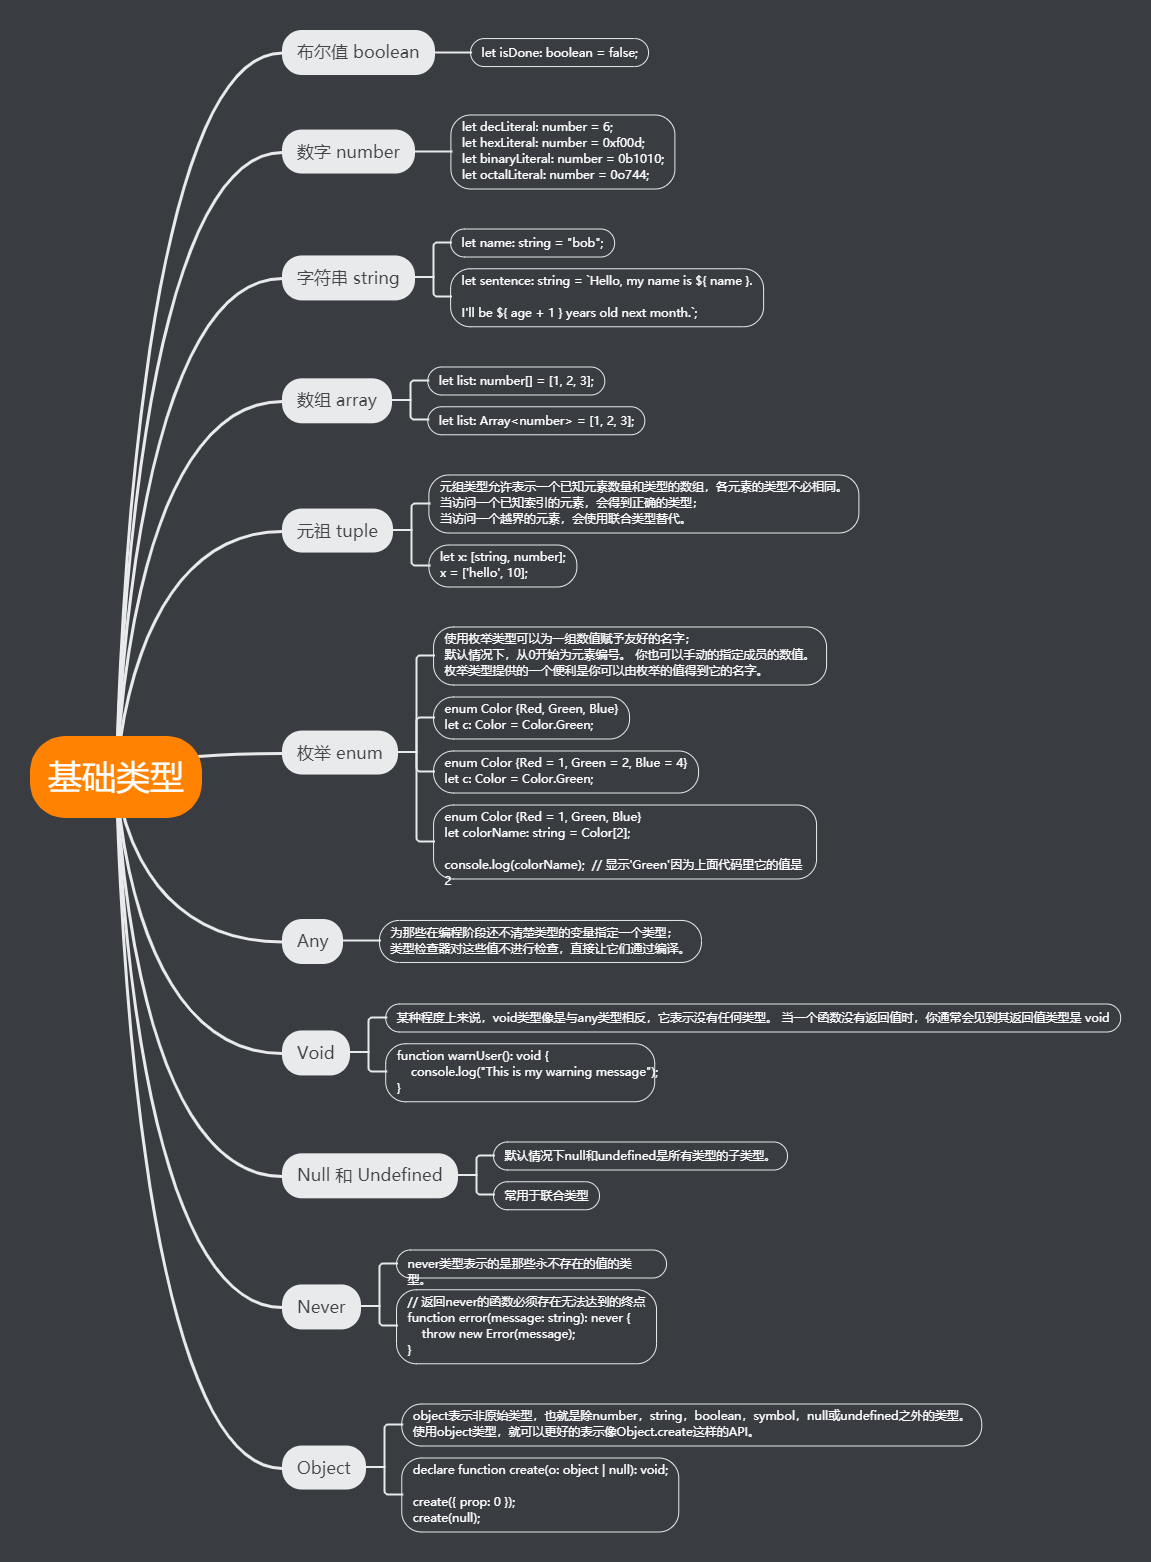 基础类型
布尔值 boolean
let isDone: boolean = false;
数字 number
let decLiteral: number = 6;
let hexLiteral: number = 0xf00d;
let binaryLiteral: number = 0b1010;
let octalLiteral: number = 0o744;
字符串 string
let name: string = "bob";
let sentence: string = `Hello, my name is ${ name }.
I'll be ${ age + 1 } years old next month.`;
数组 array
let list: number[] = [1, 2, 3];
let list: Array<number> = [1, 2, 3];
元祖 tuple
元组类型允许表示一个已知元素数量和类型的数组，各元素的类型不必相同。
当访问一个已知索引的元素，会得到正确的类型；
当访问一个越界的元素，会使用联合类型替代。
let x: [string, number];
x = ['hello', 10];
枚举 enum
使用枚举类型可以为一组数值赋予友好的名字；
默认情况下，从0开始为元素编号。 你也可以手动的指定成员的数值。
枚举类型提供的一个便利是你可以由枚举的值得到它的名字。
enum Color {Red, Green, Blue}
let c: Color = Color.Green;
enum Color {Red = 1, Green = 2, Blue = 4}
let c: Color = Color.Green;
enum Color {Red = 1, Green, Blue}
let colorName: string = Color[2];
console.log(colorName);  // 显示'Green'因为上面代码里它的值是
2
Any
为那些在编程阶段还不清楚类型的变量指定一个类型；
类型检查器对这些值不进行检查，直接让它们通过编译。
Void
某种程度上来说，void类型像是与any类型相反，它表示没有任何类型。 当一个函数没有返回值时，你通常会见到其返回值类型是 void
function warnUser(): void {
console.log("This is my warning message");
}
Null 和 Undefined
默认情况下null和undefined是所有类型的子类型。
常用于联合类型
Never
never类型表示的是那些永不存在的值的类
型。
// 返回never的函数必须存在无法达到的终点
function error(message: string): never {
throw new Error(message);
}
Object
object表示非原始类型，也就是除number，string，boolean，symbol，null或undefined之外的类型。
使用object类型，就可以更好的表示像Object.create这样的API。
declare function create(o: object | null): void;
create({ prop: 0 });
create(null);